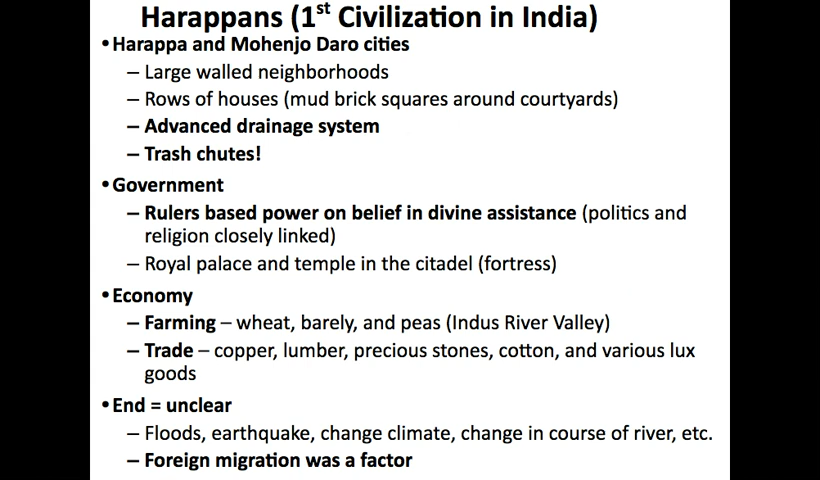 Harappans (1st Civilization in India)
• Harappa and Mohenjo Daro cities
– Large walled neighborhoods
– Rows of houses (mud brick squares around courtyards)
– Advanced drainage system
– Trash chutes!
• Government
– Rulers based power on belief in divine assistance (politics and
religion closely linked)
– Royal palace and temple in the citadel (fortress)
• Economy
– Farming – wheat, barely, and peas (Indus River Valley)
– Trade – copper, lumber, precious stones, cotton, and various lux
goods
• End = unclear
– Floods, earthquake, change climate, change in course of river, etc.
– Foreign migration was a factor